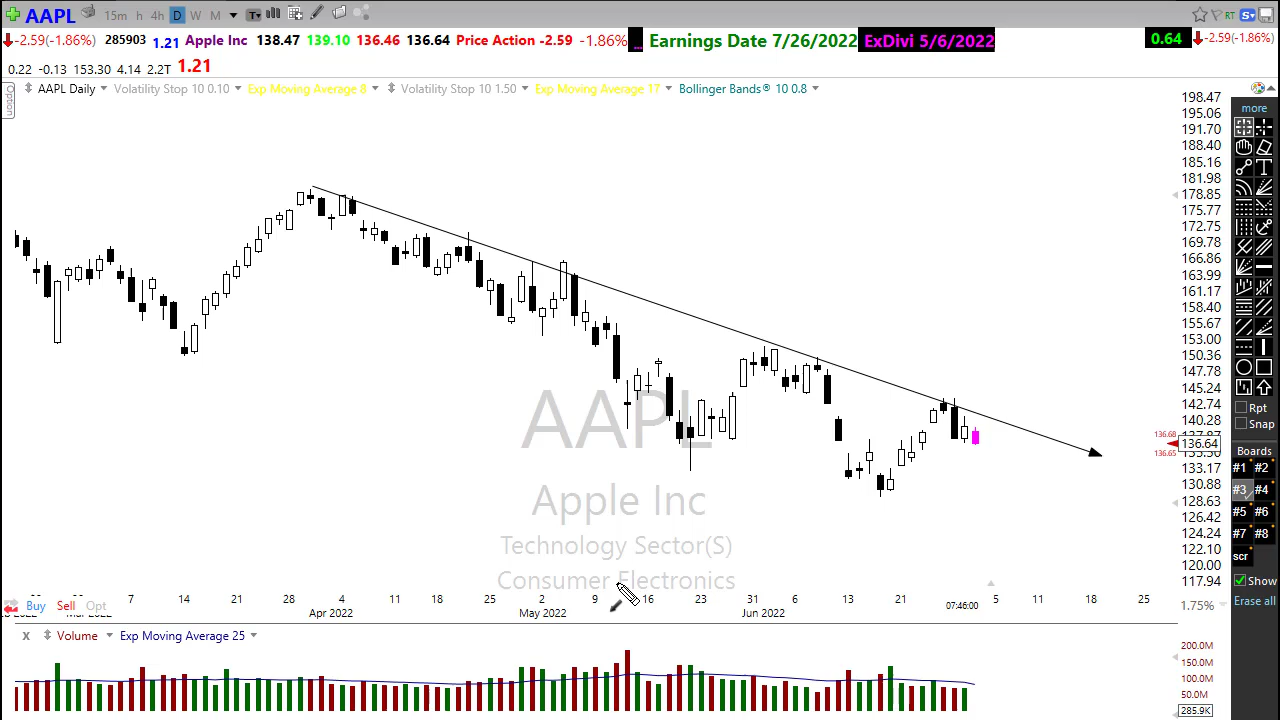 AAPL 15m h 4h D W M T RT S
-2.59(-1.86%) 285903 1.21 Apple Inc 138.47 139.10 136.46 136.64 Price Action -2.59 -1.86% ... Earnings Date 7/26/2022 ExDivi 5/6/2022 0.64 -2.59(-1.86%)
0.22 -0.13 153.30 4.14 2.2T 1.21
Option AAPL Daily Volatility Stop 10 0.10 Exp Moving Average 8 Volatility Stop 10 1.50 Exp Moving Average 17 Bollinger Bands® 10 0.8
198.47
195.06
191.70
188.40
185.16
181.98
178.85
175.77
172.75
169.78
166.86
163.99
161.17
158.40
155.67
153.00
150.36
147.78
145.24
142.74
140.28
136.68
136.64
136.65
133.17
130.88
128.63
126.42
124.24
122.10
120.00
117.94
more
T
Rpt
Snap
Boards
#1 #2
#3 #4
#5 #6
#7 #8
scr
Show
Erase all
AAPL
Apple Inc
Technology Sector(S)
Consumer Electronics
Buy Sell Opt 7 14 21 28 4 11 18 25 9 16 23 6 13 21 07:46:00 5 11 18 25 1.75%
Apr 2022 May 2022 Jun 2022
X Volume Exp Moving Average 25
200.0M
150.0M
100.0M
50.0M
285.9K